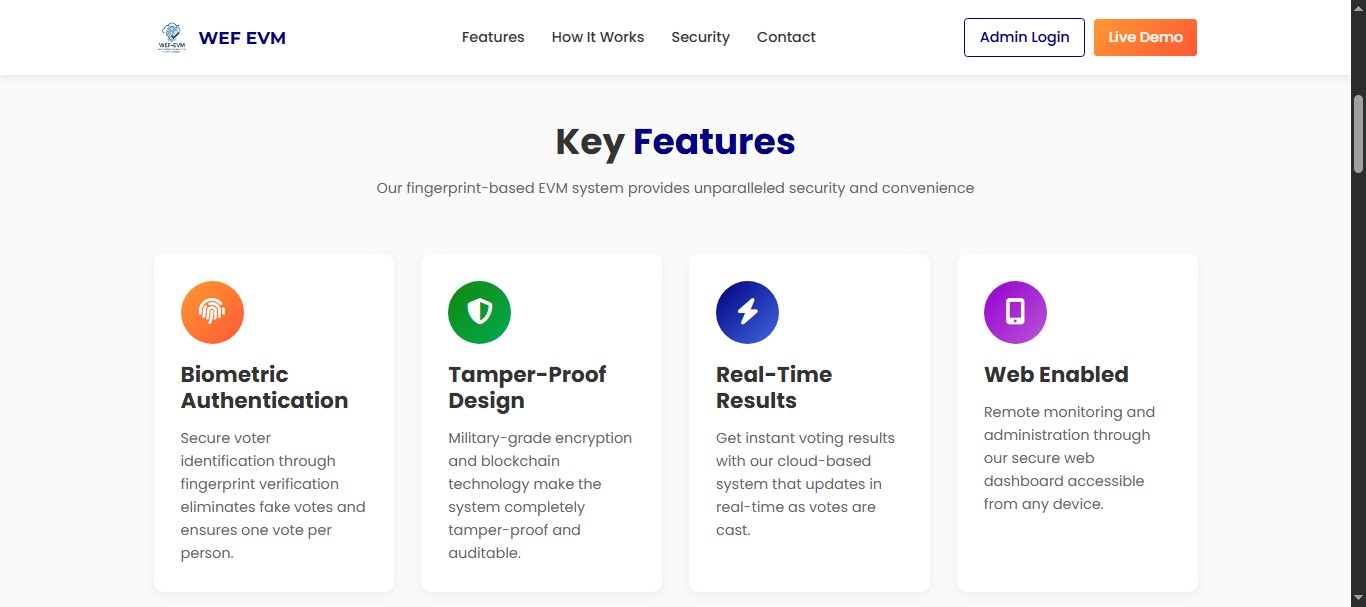 WEF-EVM
WEF EVM
Features
How It Works
Security
Contact
Admin Login
Live Demo
Key Features
Our fingerprint-based EVM system provides unparalleled security and convenience
Biometric
Authentication
Secure voter
identification through
fingerprint verification
eliminates fake votes and
ensures one vote per
person.
Tamper-Proof
Design
Military-grade encryption
and blockchain
technology make the
system completely
tamper-proof and
auditable.
Real-Time
Results
Get instant voting results
with our cloud-based
system that updates in
real-time as votes are
cast.
Web Enabled
Remote monitoring and
administration through
our secure web
dashboard accessible
from any device.